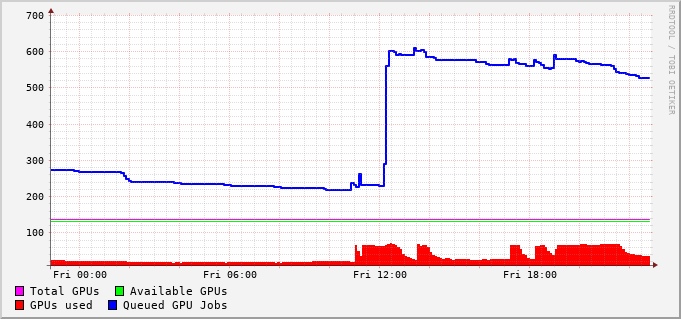 700
600
500
400
300
200
100
Fri 00:00 Fri 06:00 Fri 12:00 Fri 18:00
Total GPUs Available GPUs
GPUs used Queued GPU Jobs
RRDTOOL / TOBI OETIKER